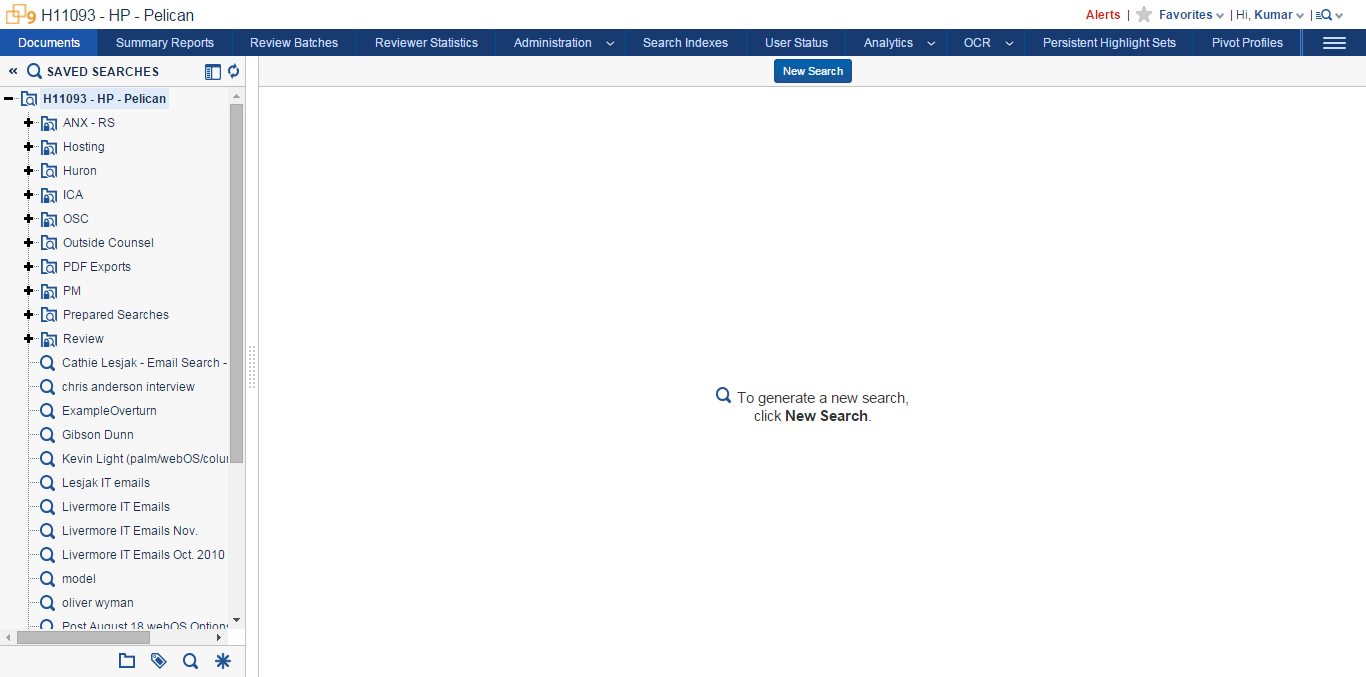 9 H11093 - HP - Pelican
Alerts | Favorites | Hi, Kumar |
Documents Summary Reports Review Batches Reviewer Statistics Administration Search Indexes User Status Analytics OCR Persistent Highlight Sets Pivot Profiles
« SAVED SEARCHES
New Search
H11093 - HP - Pelican
ANX - RS
Hosting
Huron
ICA
OSC
Outside Counsel
PDF Exports
PM
Prepared Searches
Review
Cathie Lesjak - Email Search -
chris anderson interview
ExampleOverturn
Gibson Dunn
Kevin Light (palm/webOS/colu
Lesjak IT emails
Livermore IT Emails
Livermore IT Emails Nov.
Livermore IT Emails Oct. 2010
model
oliver wyman
Post August 18 webOS Option
To generate a new search,
click New Search.